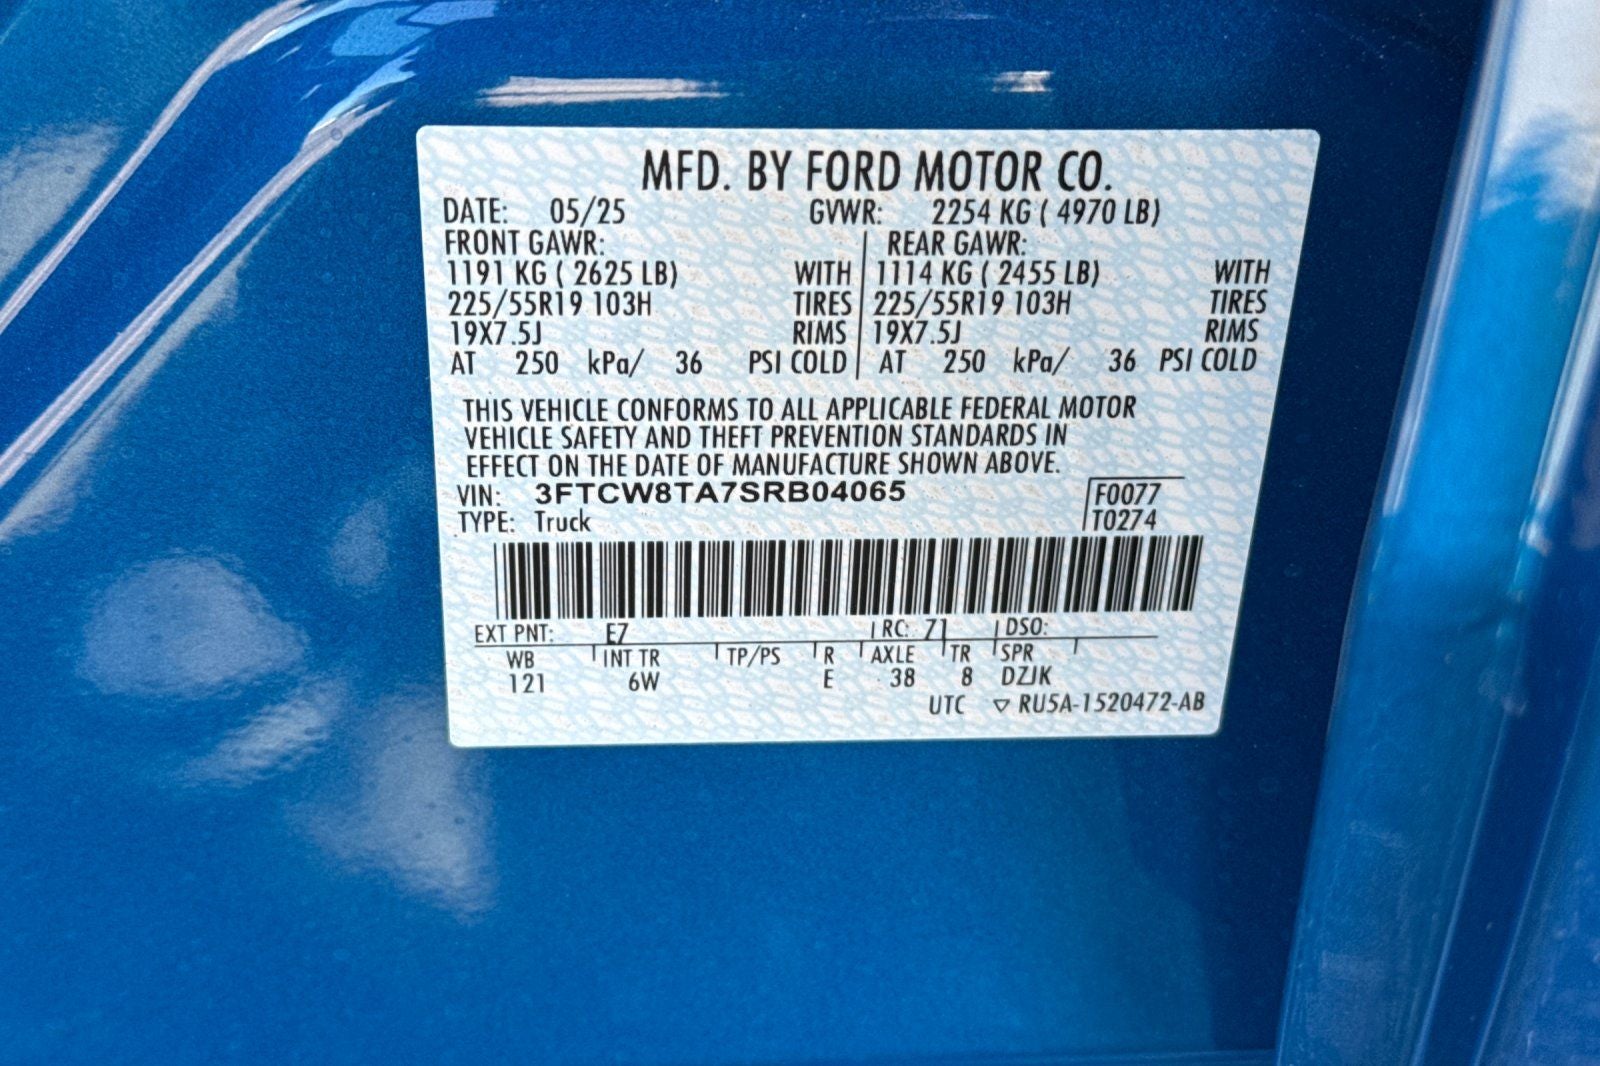 MFD. BY FORD MOTOR CO.
DATE: 05/25 GVWR: 2254 KG ( 4970 LB)
FRONT GAWR: REAR GAWR:
1191 KG ( 2625 LB) WITH 1114 KG ( 2455 LB) WITH
225/55R19 103H TIRES 225/55R19 103H TIRES
19X7.5J RIMS 19X7.5J RIMS
AT 250 kPa/ 36 PSI COLD AT 250 kPa/ 36 PSI COLD
THIS VEHICLE CONFORMS TO ALL APPLICABLE FEDERAL MOTOR
VEHICLE SAFETY AND THEFT PREVENTION STANDARDS IN
EFFECT ON THE DATE OF MANUFACTURE SHOWN ABOVE.
VIN: 3FTCW8TA7SRB04065 F0077
TYPE: Truck T0274
EXT PNT: E7 RC: 71 DSO:
WB INT TR TP/PS R AXLE TR SPR
121 6W E 38 8 DZJK
UTC ▽ RU5A-1520472-AB